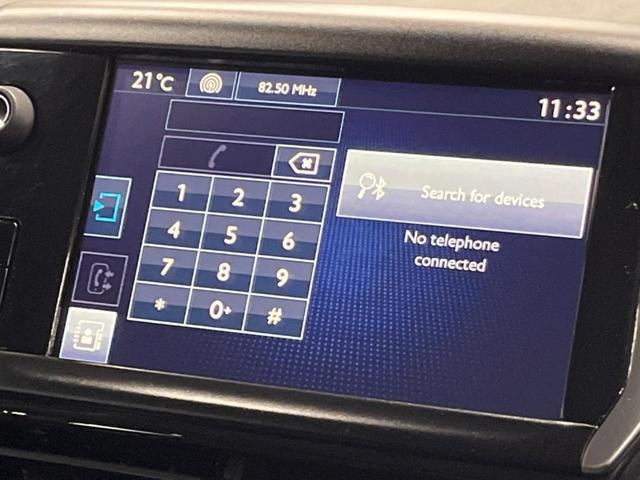 21°C
82.50 MHz
11:33
Search for devices
No telephone
connected
1 2 3
4 5 6
7 8 9
* 0+ #